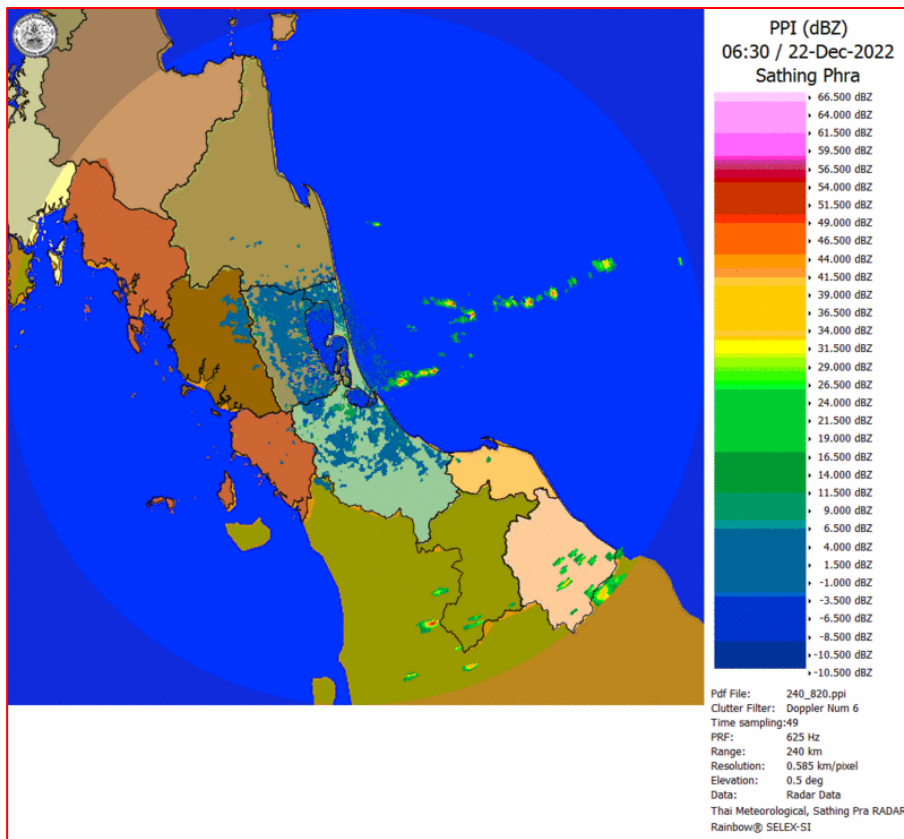 PPI (dBZ)
06:30 / 22-Dec-2022
Sathing Phra
66.500 dBZ
64.000 dBZ
61.500 dBZ
59.500 dBZ
56.500 dBZ
54.000 dBZ
51.500 dBZ
49.000 dBZ
46.500 dBZ
44.000 dBZ
41.500 dBZ
39.000 dBZ
36.500 dBZ
34.000 dBZ
31.500 dBZ
29.000 dBZ
26.500 dBZ
24.000 dBZ
21.500 dBZ
19.000 dBZ
16.500 dBZ
14.000 dBZ
11.500 dBZ
9.000 dBZ
6.500 dBZ
4.000 dBZ
1.500 dBZ
-1.000 dBZ
-3.500 dBZ
-6.500 dBZ
-8.500 dBZ
-10.500 dBZ
-10.500 dBZ
Pdf File: 240_820.ppi
Clutter Filter: Doppler Num 6
Time sampling:49
PRF: 625 Hz
Range: 240 km
Resolution: 0.585 km/pixel
Elevation: 0.5 deg
Data: Radar Data
Thai Meteorological, Sathing Pra RADAR
Rainbow® SELEX-SI